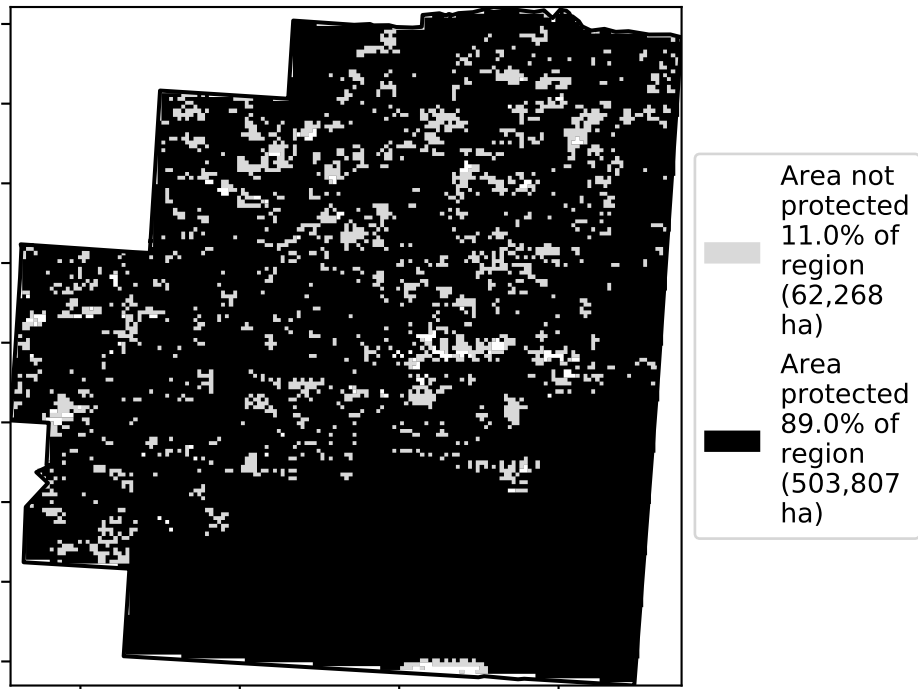 Area not
protected
11.0% of
region
(62,268
ha)
Area
protected
89.0% of
region
(503,807
ha)